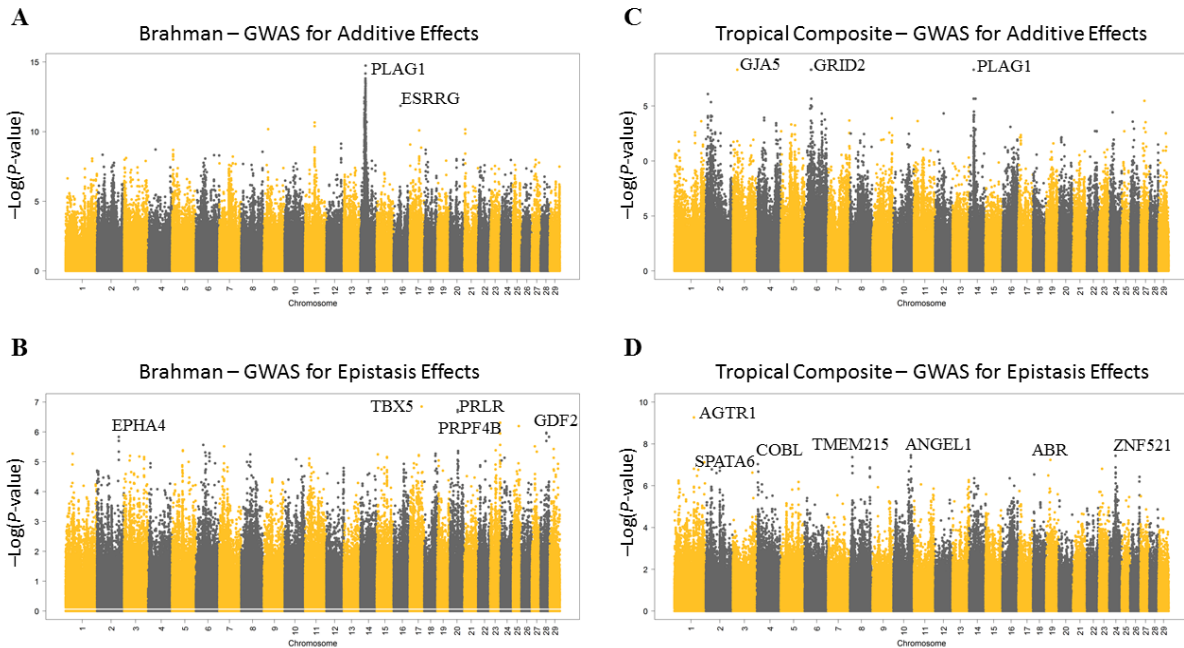 A
Brahman – GWAS for Additive Effects
−Log(P-value)
15
10
5
0
PLAG1
ESRRG
1 2 3 4 5 6 7 8 9 10 11 12 13 14 15 16 17 18 19 20 21 22 23 24 25 26 27 28 29
Chromosome
B
Brahman – GWAS for Epistasis Effects
−Log(P-value)
7
6
5
4
3
2
1
0
EPHA4
TBX5
PRLR
PRPF4B
GDF2
1 2 3 4 5 6 7 8 9 10 11 12 13 14 15 16 17 18 19 20 21 22 23 24 25 26 27 28 29
Chromosome
C
Tropical Composite – GWAS for Additive Effects
−Log(P-value)
5
0
5
0
GJA5
GRID2
PLAG1
1 2 3 4 5 6 7 8 9 10 11 12 13 14 15 16 17 18 19 20 21 22 23 24 25 26 27 28 29
Chromosome
D
Tropical Composite – GWAS for Epistasis Effects
−Log(P-value)
10
8
6
4
2
0
AGTR1
SPATA6
COBL
TMEM215
ANGEL1
ABR
ZNF521
1 2 3 4 5 6 7 8 9 10 11 12 13 14 15 16 17 18 19 20 21 22 23 24 25 26 27 28 29
Chromosome